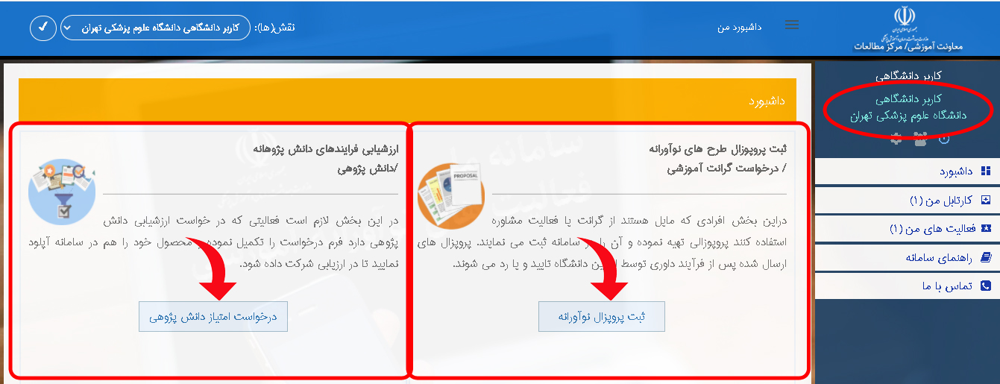 معاونت آموزشی/ مرکز مطالعات
داشبورد من
نقش(ها):
کاربر دانشگاهی دانشگاه علوم پزشکی تهران
کاربر دانشگاهی
کاربر دانشگاهی
دانشگاه علوم پزشکی تهران
داشبورد
کارتابل من (۱)
فعالیت های من (۱)
راهنمای سامانه
تماس با ما
داشبورد
ثبت پروپوزال طرح های نوآورانه
/ درخواست گرانت آموزشی
PROPOSAL
دراین بخش افرادی که مایل هستند از گرانت یا فعالیت مشاوره
استفاده کنند پروپوزالی تهیه نموده و آن را در سامانه ثبت می نمایند. پروپزال های
ارسال شده پس از فرآیند داوری توسط این دانشگاه تایید و یا رد می شوند.
ثبت پروپزال نوآورانه
ارزشیابی فرایندهای دانش پژوهانه
/دانش پژوهی
در این بخش لازم است فعالیتی که در خواست ارزشیابی دانش
پژوهی دارد فرم درخواست را تکمیل نموده و محصول خود را هم در سامانه آپلود
نمایید تا در ارزیابی شرکت داده شود.
درخواست امتیاز دانش پژوهی